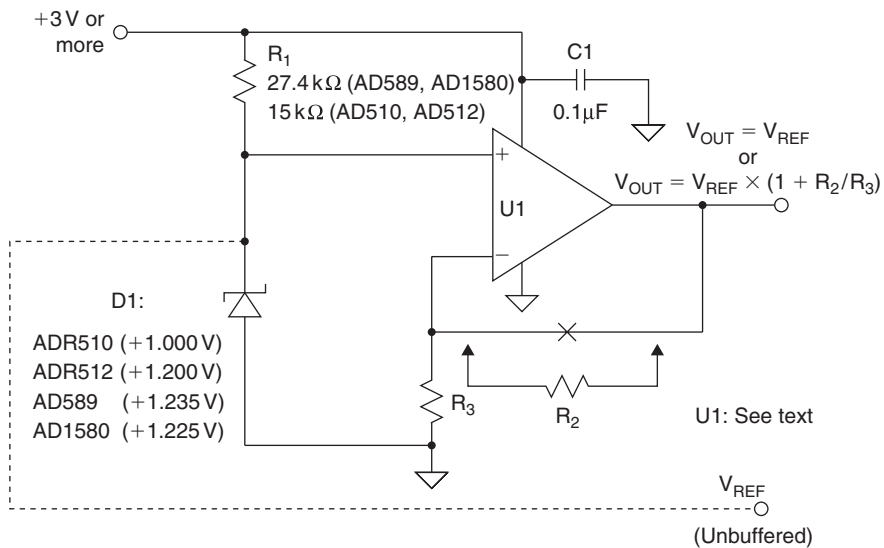 +3 V or
more
R1
27.4 kΩ (AD589, AD1580)
15 kΩ (AD510, AD512)
C1
0.1μF
VOUT = VREF
or
VOUT = VREF × (1 + R2/R3)
+
U1
−
D1:
ADR510 (+1.000 V)
ADR512 (+1.200 V)
AD589 (+1.235 V)
AD1580 (+1.225 V)
R3
R2
U1: See text
VREF
(Unbuffered)